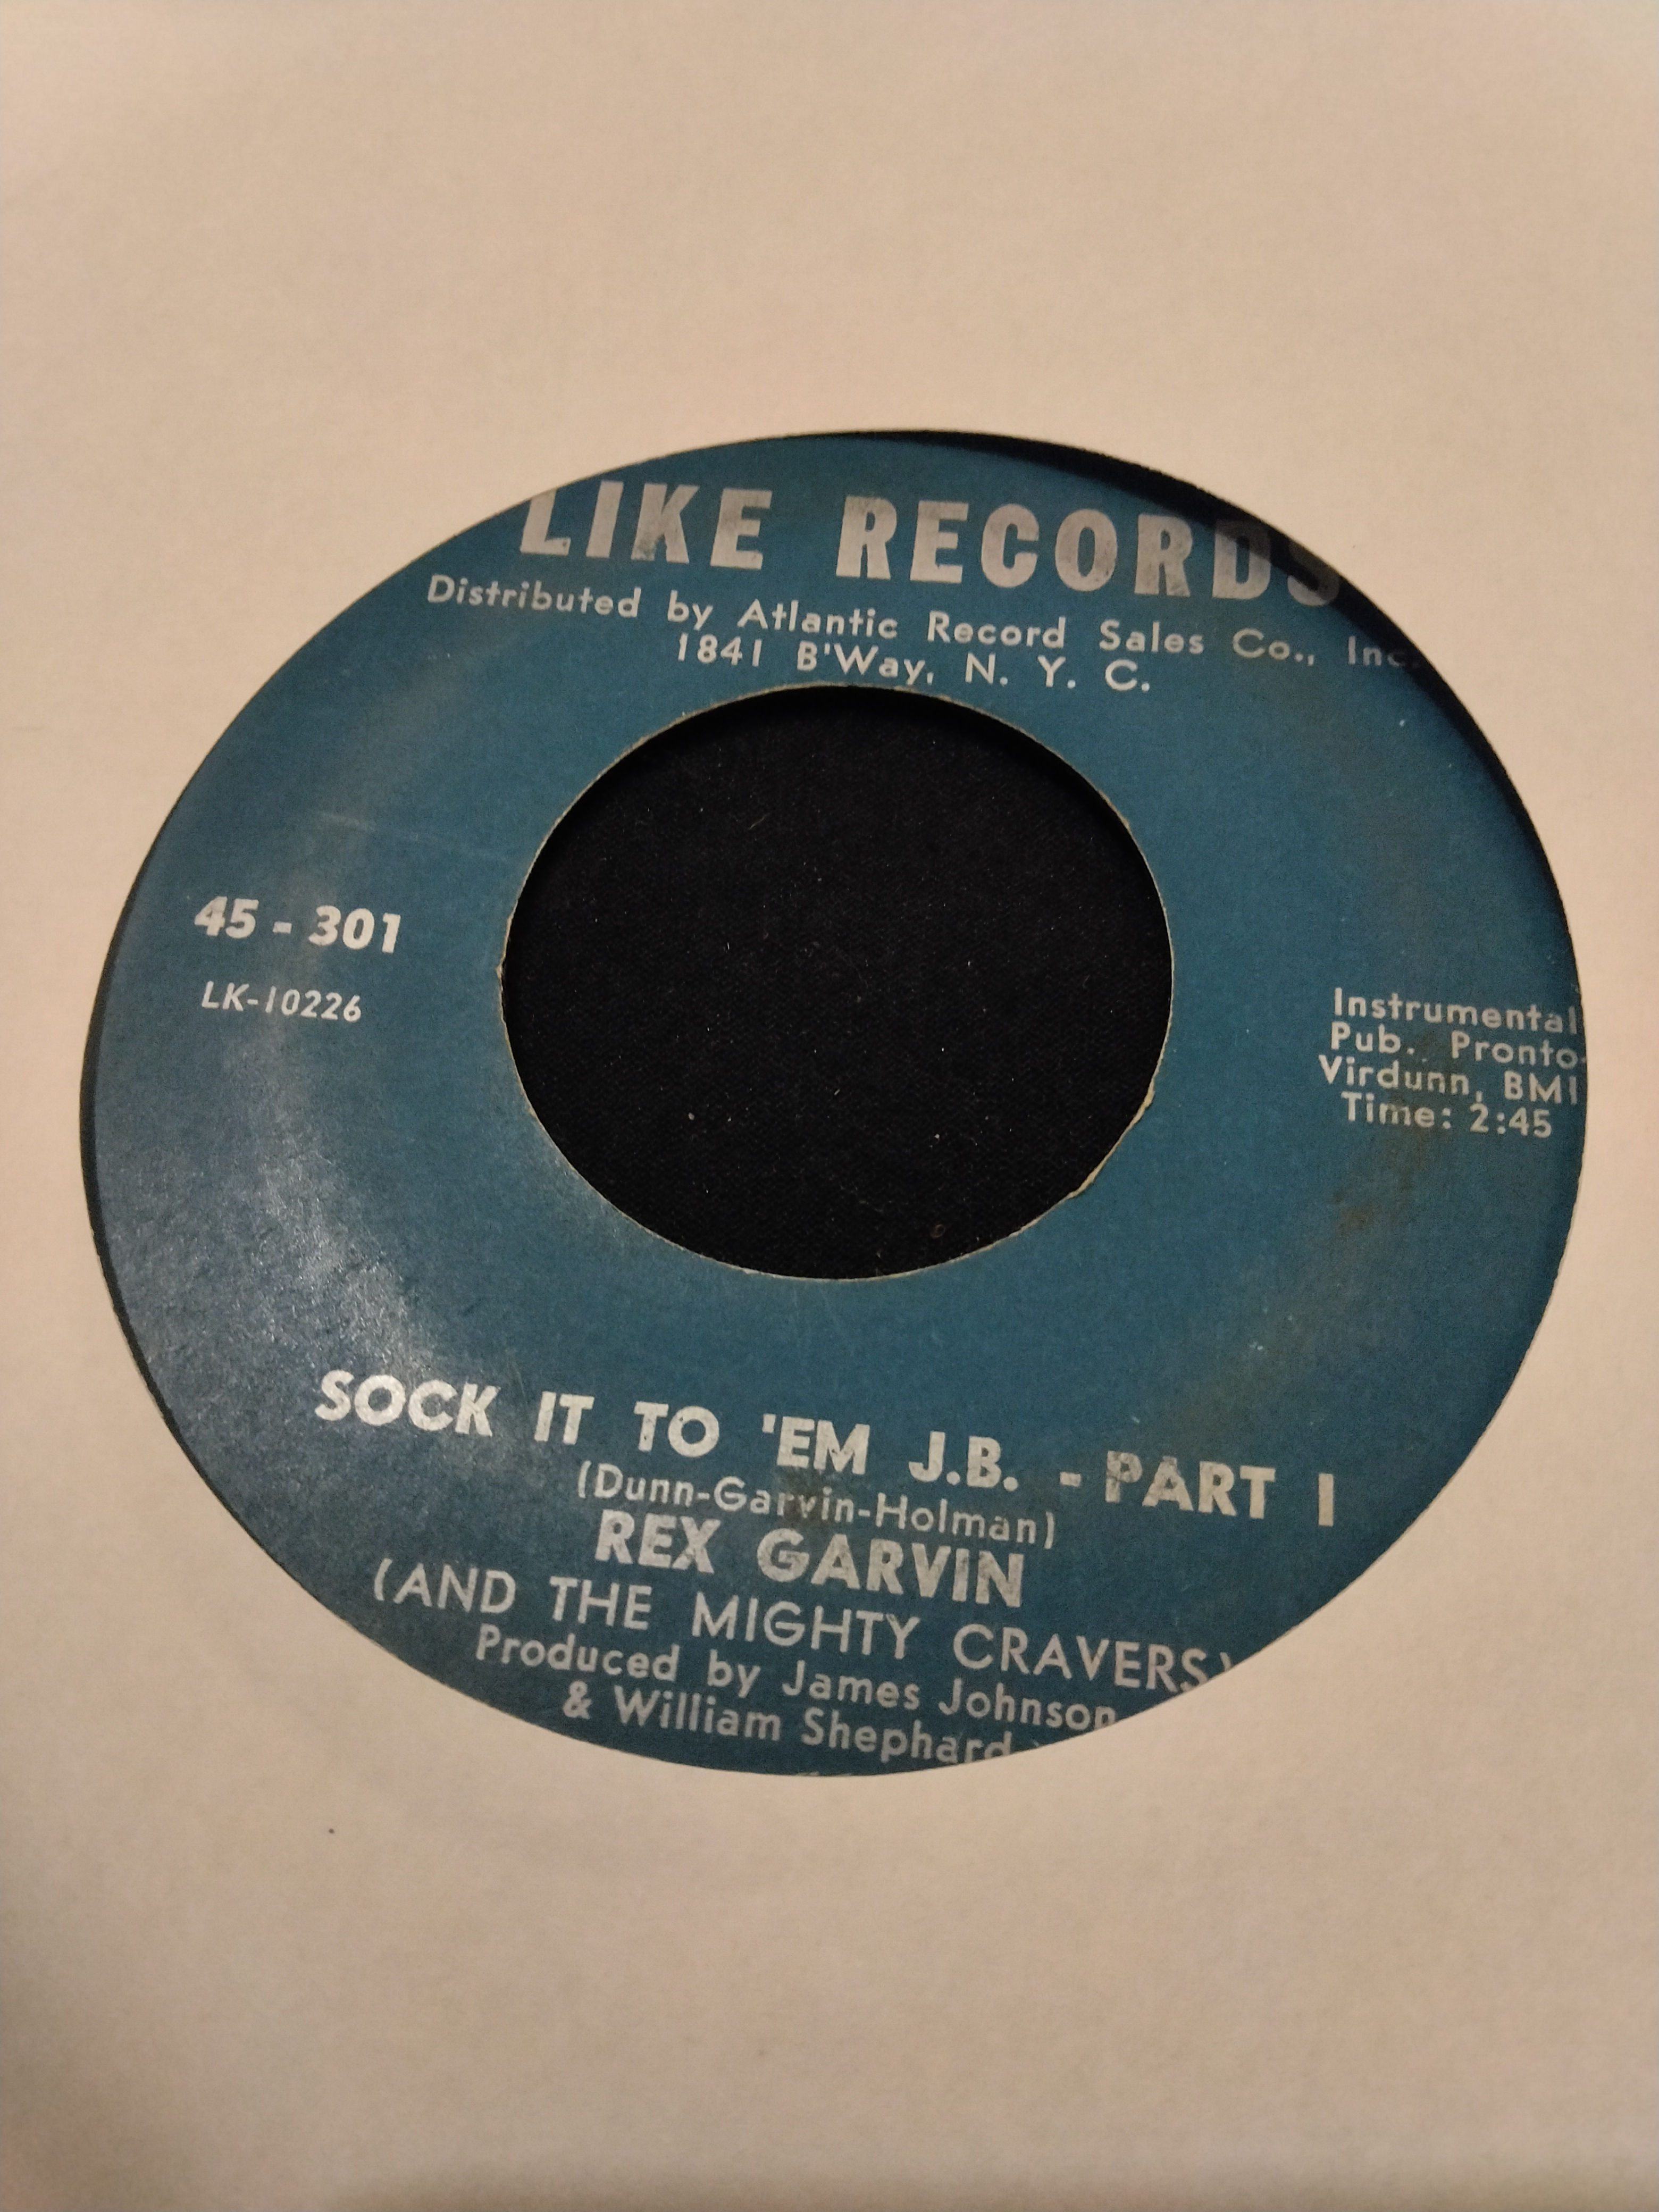 LIKE RECORDS
Distributed by Atlantic Record Sales Co., Inc.
1841 B'Way, N. Y. C.
45 - 301
LK-10226
Instrumental
Pub. Pronto-
Virdunn, BMI
Time: 2:45
SOCK IT TO 'EM J.B. - PART I
(Dunn-Garvin-Holman)
REX GARVIN
(AND THE MIGHTY CRAVERS)
Produced by James Johnson
& William Shephard